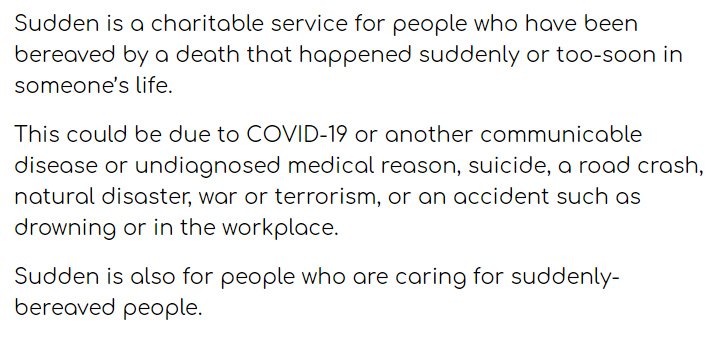 Sudden is a charitable service for people who have been
bereaved by a death that happened suddenly or too-soon in
someone’s life.
This could be due to COVID-19 or another communicable
disease or undiagnosed medical reason, suicide, a road crash,
natural disaster, war or terrorism, or an accident such as
drowning or in the workplace.
Sudden is also for people who are caring for suddenly-
bereaved people.